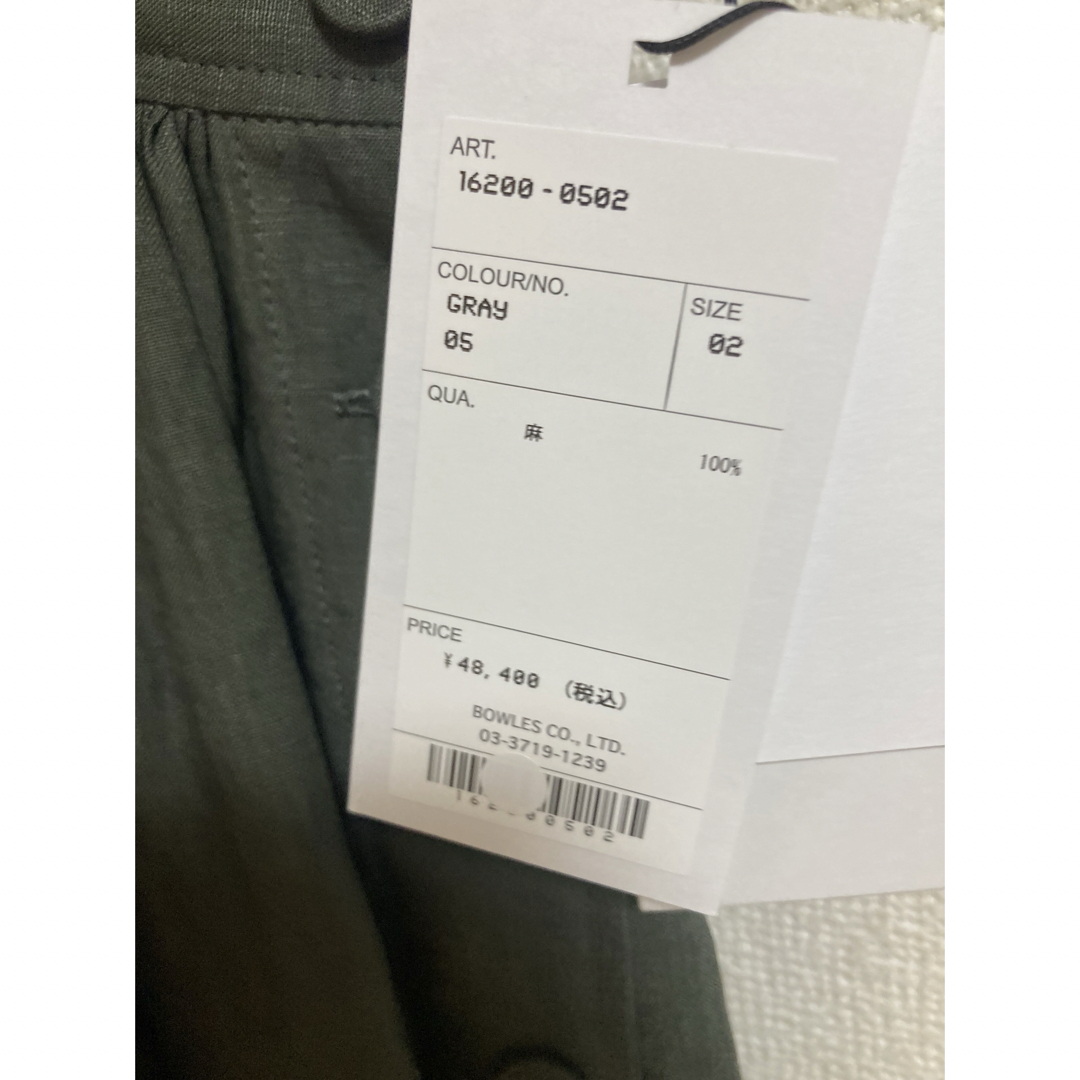 ART.
16200-0502
COLOUR/NO.
GRAY
05
SIZE
02
QUA.
麻 100%
PRICE
¥48,400 (税込)
BOWLES CO., LTD.
03-3719-1239